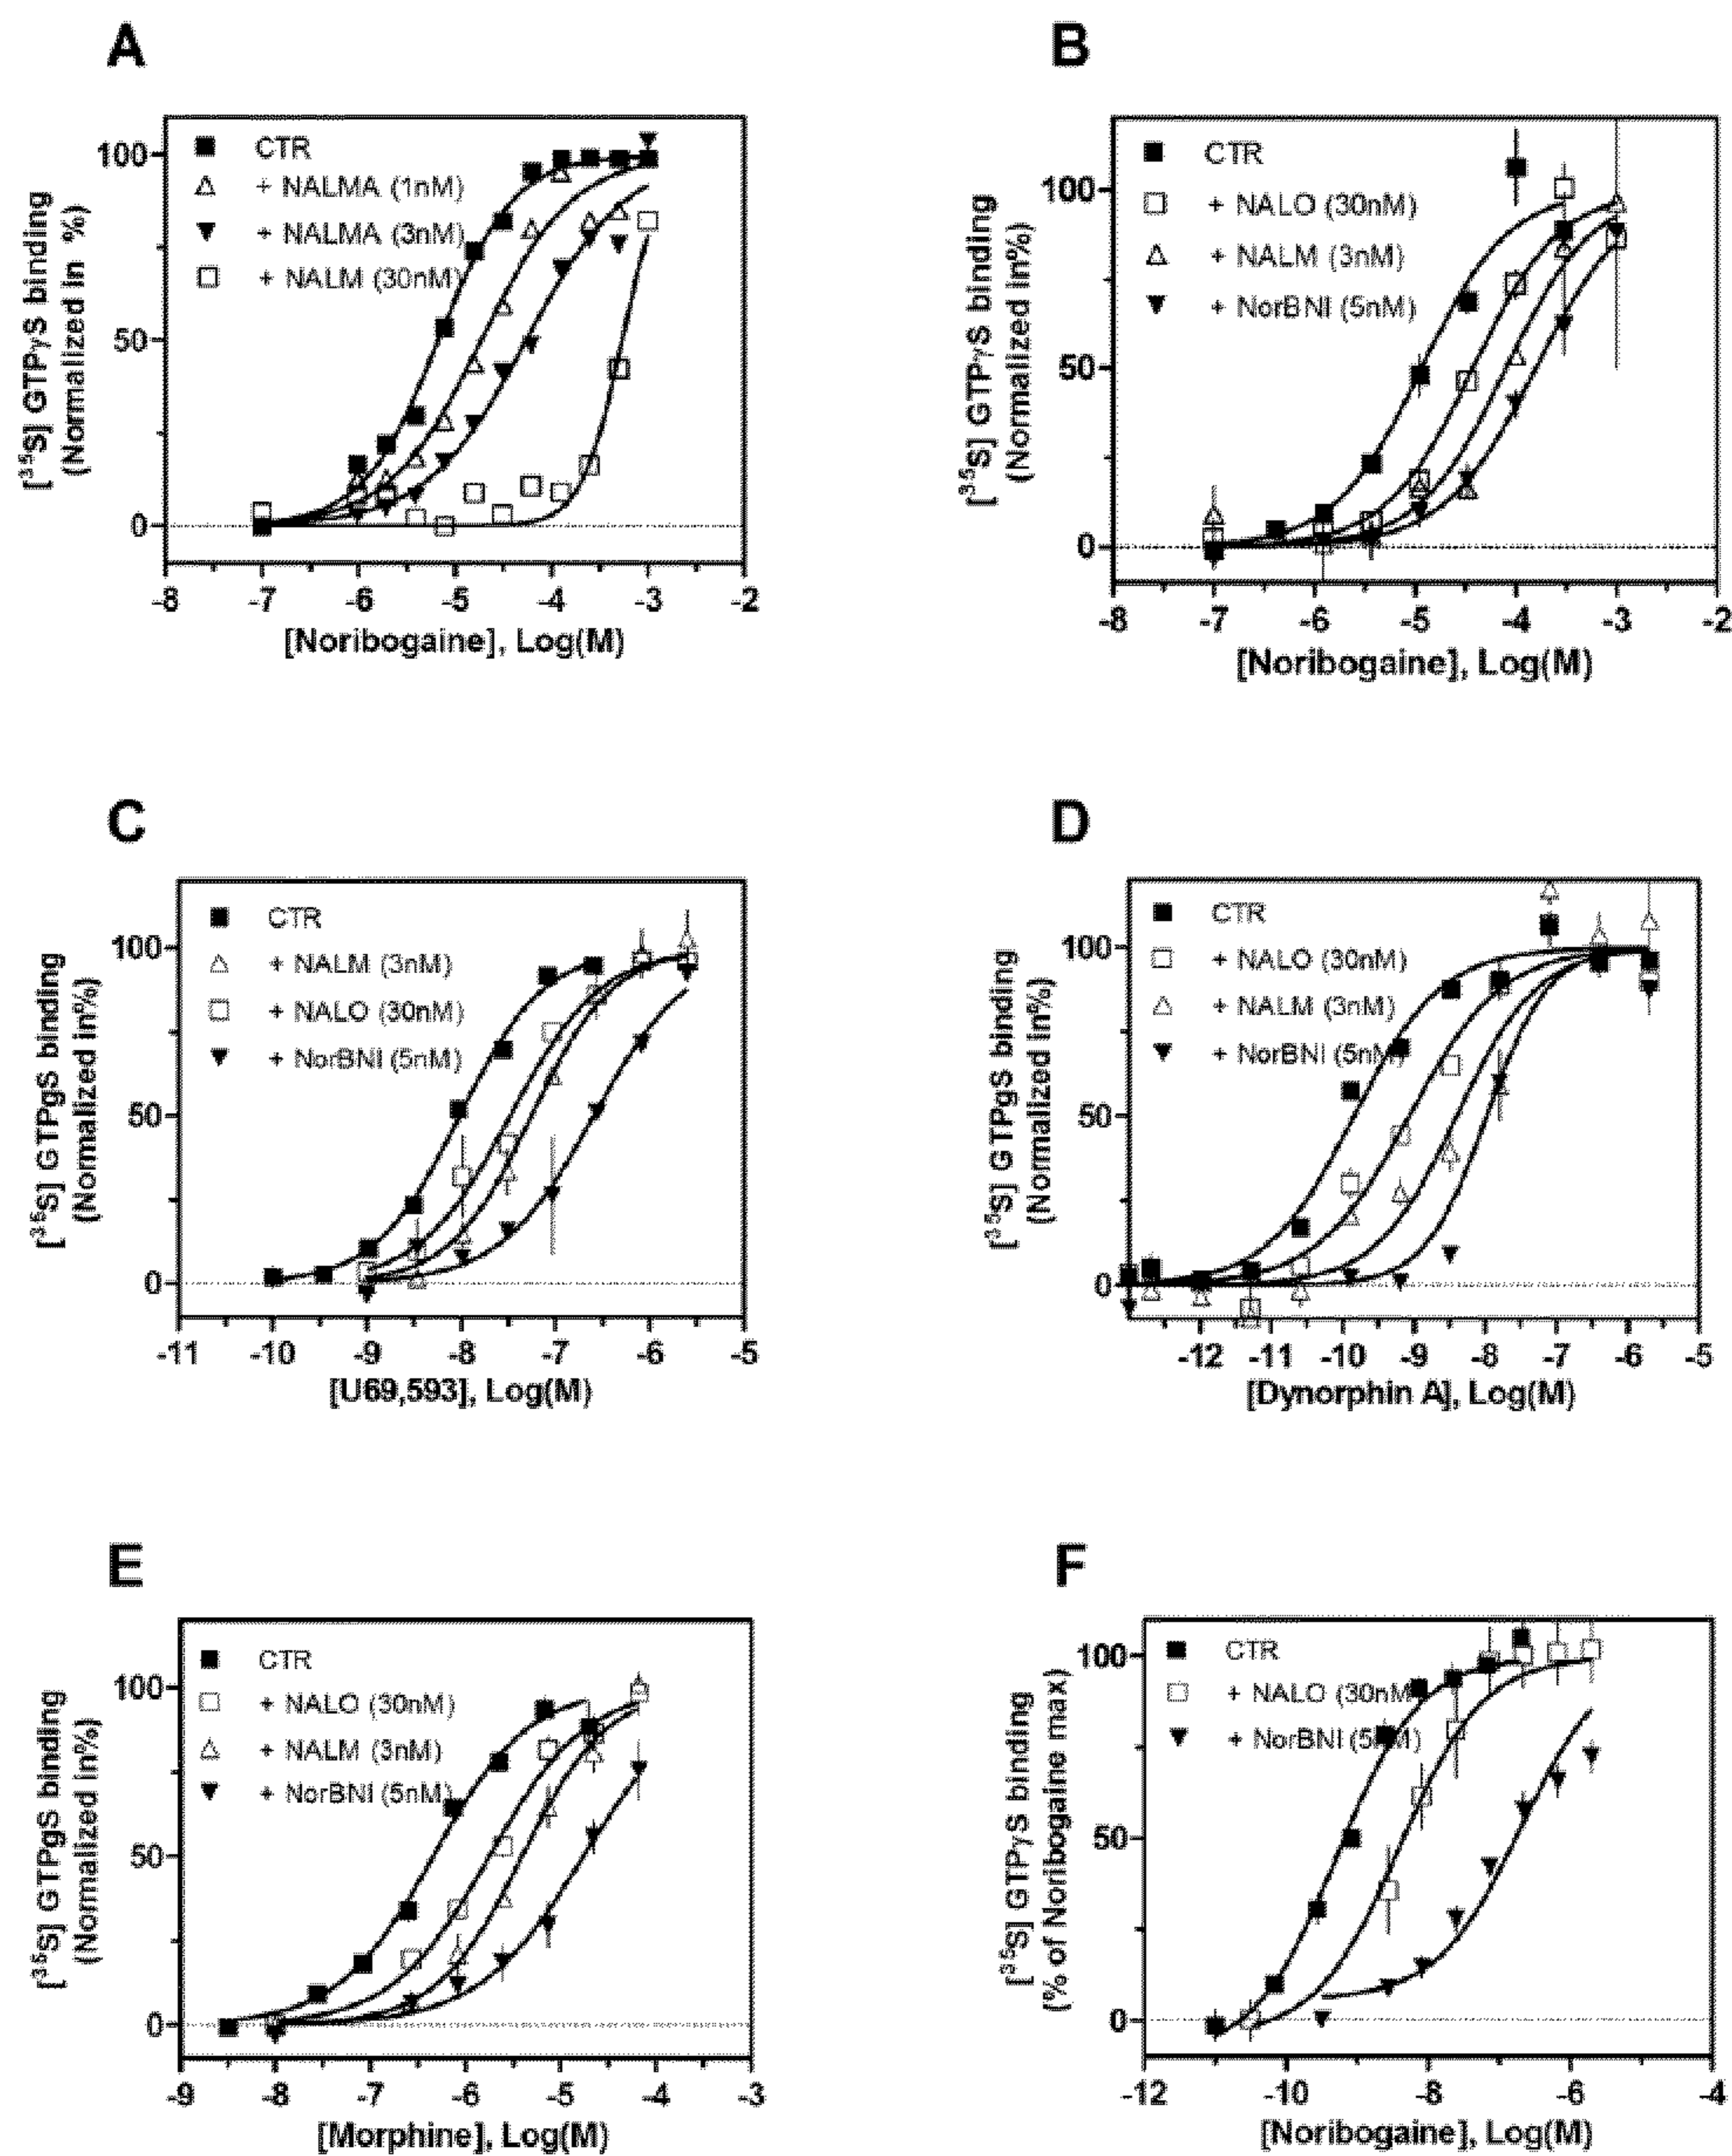 A
100
50
0
[³⁵S] GTPγS binding
(Normalized in %)
CTR
+ NALMA (1nM)
+ NALMA (3nM)
+ NALM (30nM)
-8 -7 -6 -5 -4 -3 -2
[Noribogaine], Log(M)
B
100
50
0
[³⁵S] GTPγS binding
(Normalized in%)
CTR
+ NALO (30nM)
+ NALM (3nM)
+ NorBNI (5nM)
-8 -7 -6 -5 -4 -3 -2
[Noribogaine], Log(M)
C
100
50
0
[³⁵S] GTPgS binding
(Normalized in%)
CTR
+ NALM (3nM)
+ NALO (30nM)
+ NorBNI (5nM)
-11 -10 -9 -8 -7 -6 -5
[U69,593], Log(M)
D
100
50
0
[³⁵S] GTPgS binding
(Normalized in%)
CTR
+ NALO (30nM)
+ NALM (3nM)
+ NorBNI (5nM)
-12 -11 -10 -9 -8 -7 -6 -5
[Dynorphin A], Log(M)
E
100
50
0
[³⁵S] GTPgS binding
(Normalized in%)
CTR
+ NALO (30nM)
+ NALM (3nM)
+ NorBNI (5nM)
-9 -8 -7 -6 -5 -4 -3
[Morphine], Log(M)
F
100
50
0
[³⁵S] GTPγS binding
(% of Noribogaine max)
CTR
+ NALO (30nM)
+ NorBNI (5nM)
-12 -10 -8 -6 -4
[Noribogaine], Log(M)